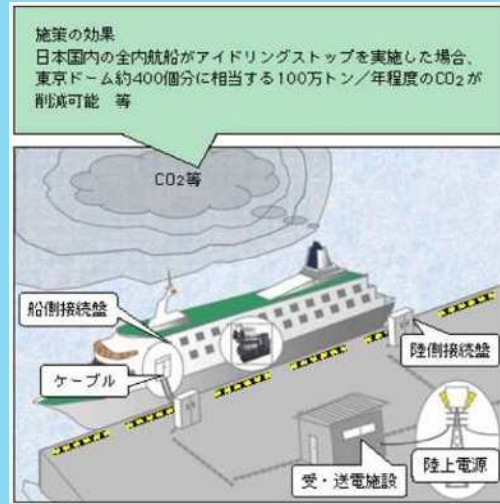 施策の効果
日本国内の全内航船がアイドリングストップを実施した場合、
東京ドーム約400個分に相当する100万トン／年程度のCO₂が
削減可能　等
CO₂等
船側接続盤
陸側接続盤
ケーブル
受・送電施設
陸上電源